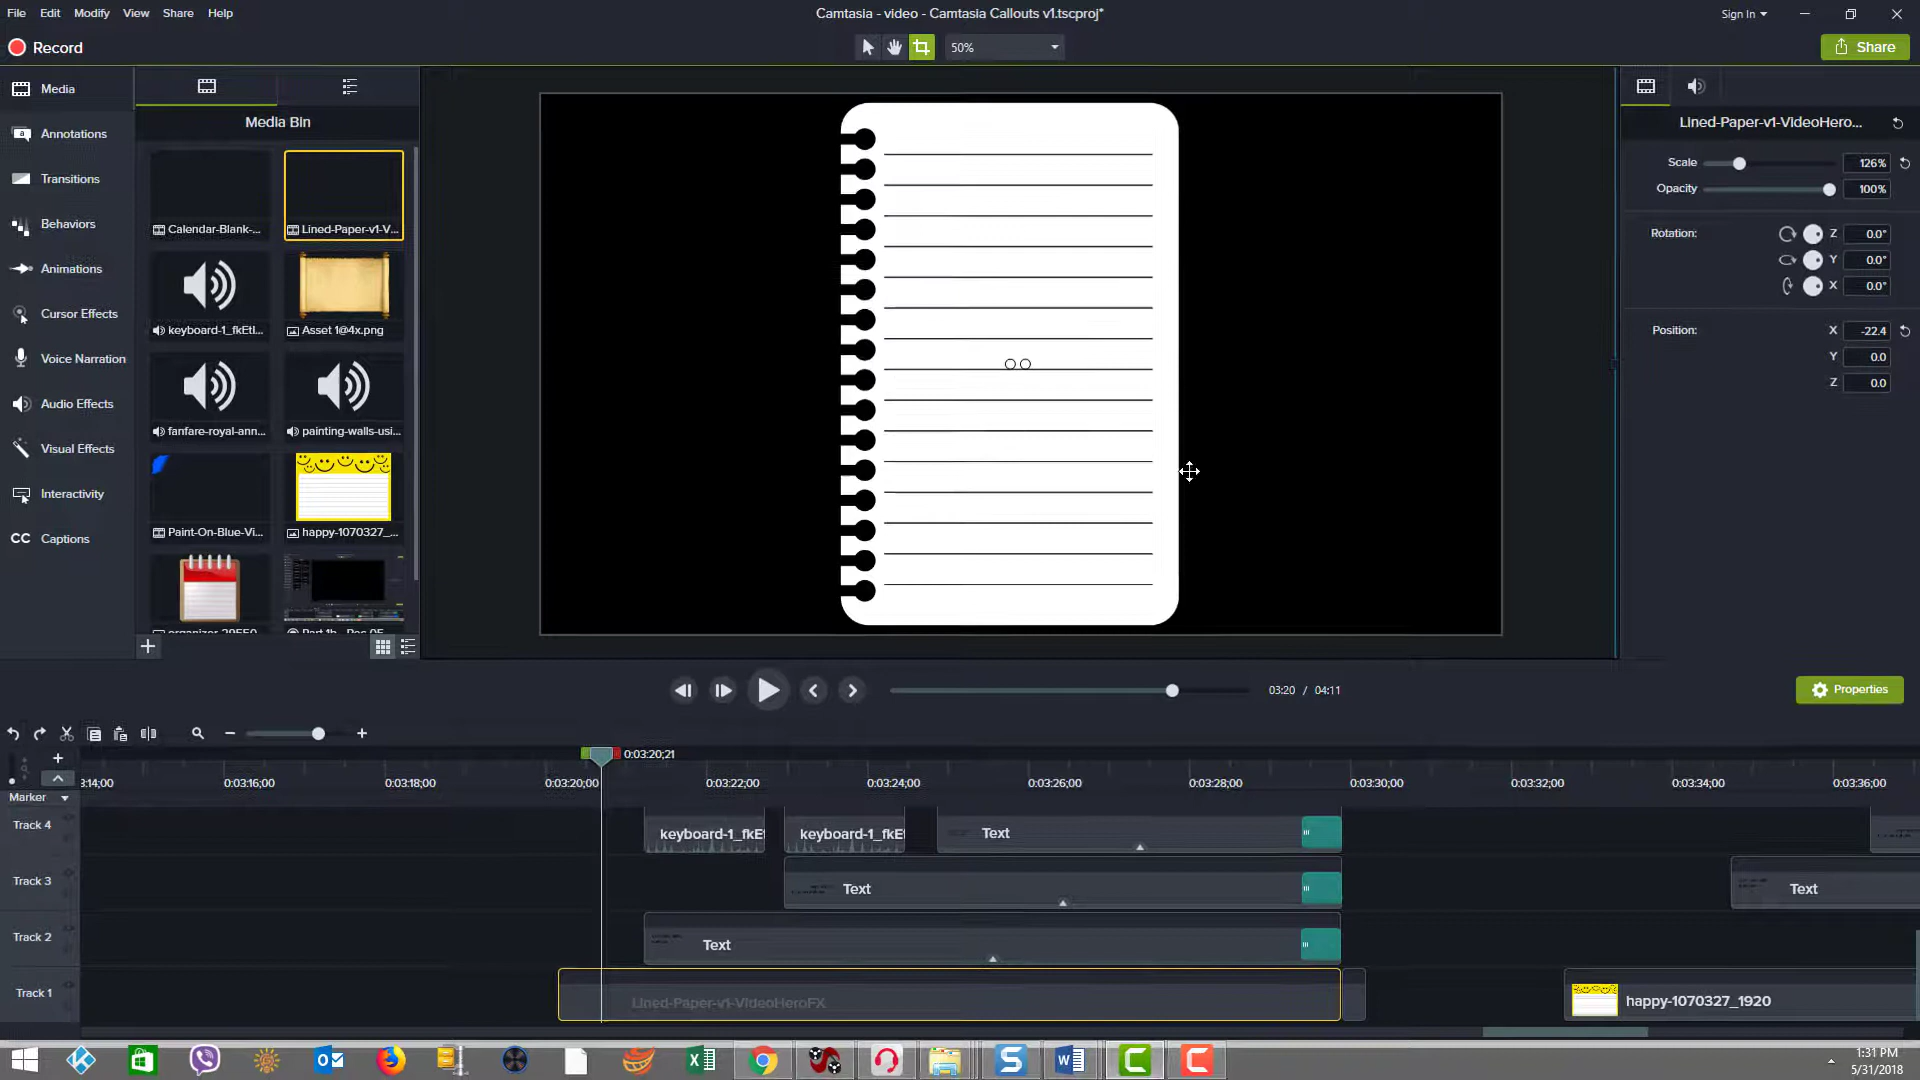 File Edit Modify View Share Help
Camtasia - video - Camtasia Callouts v1.tscproj*
Sign In
Record
50%
Share
Media
Annotations
Transitions
Behaviors
Animations
Cursor Effects
Voice Narration
Audio Effects
Visual Effects
Interactivity
CC Captions
Media Bin
Calendar-Blank-...
Lined-Paper-v1-V...
keyboard-1_fkEtI...
Asset 1@4x.png
fanfare-royal-ann...
painting-walls-usi...
Paint-On-Blue-Vi...
happy-1070327_...
Lined-Paper-v1-VideoHero...
Scale 126%
Opacity 100%
Rotation: Z 0.0°
Y 0.0°
X 0.0°
Position: X -22.4
Y 0.0
Z 0.0
03:20 / 04:11
Properties
0:03:20;21
3:14;00 0:03:16;00 0:03:18;00 0:03:20;00 0:03:22;00 0:03:24;00 0:03:26;00 0:03:28;00 0:03:30;00 0:03:32;00 0:03:34;00 0:03:36;00
Marker
Track 4 keyboard-1_fkEt keyboard-1_fkEt Text
Track 3 Text Text
Track 2 Text
Track 1 Lined-Paper-v1-VideoHeroFX happy-1070327_1920
1:31 PM
5/31/2018